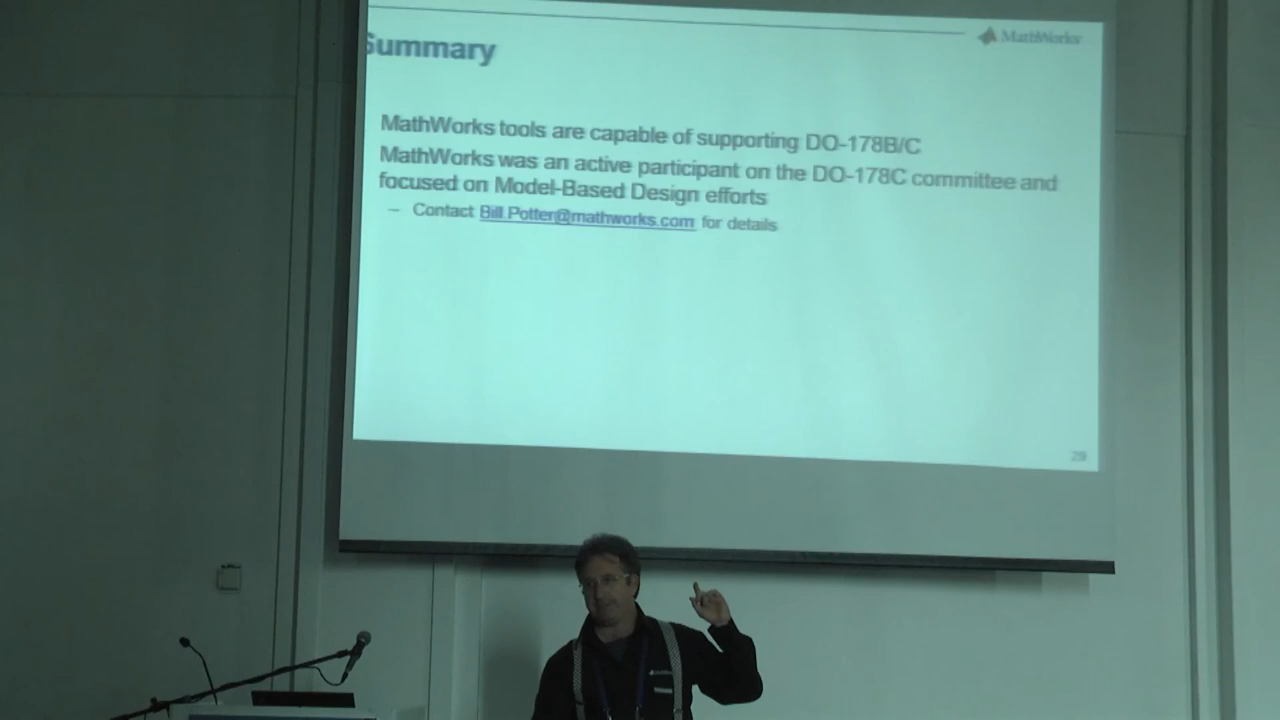 MathWorks
Summary
MathWorks tools are capable of supporting DO-178B/C
MathWorks was an active participant on the DO-178C committee and
focused on Model-Based Design efforts
– Contact Bill.Potter@mathworks.com for details
29